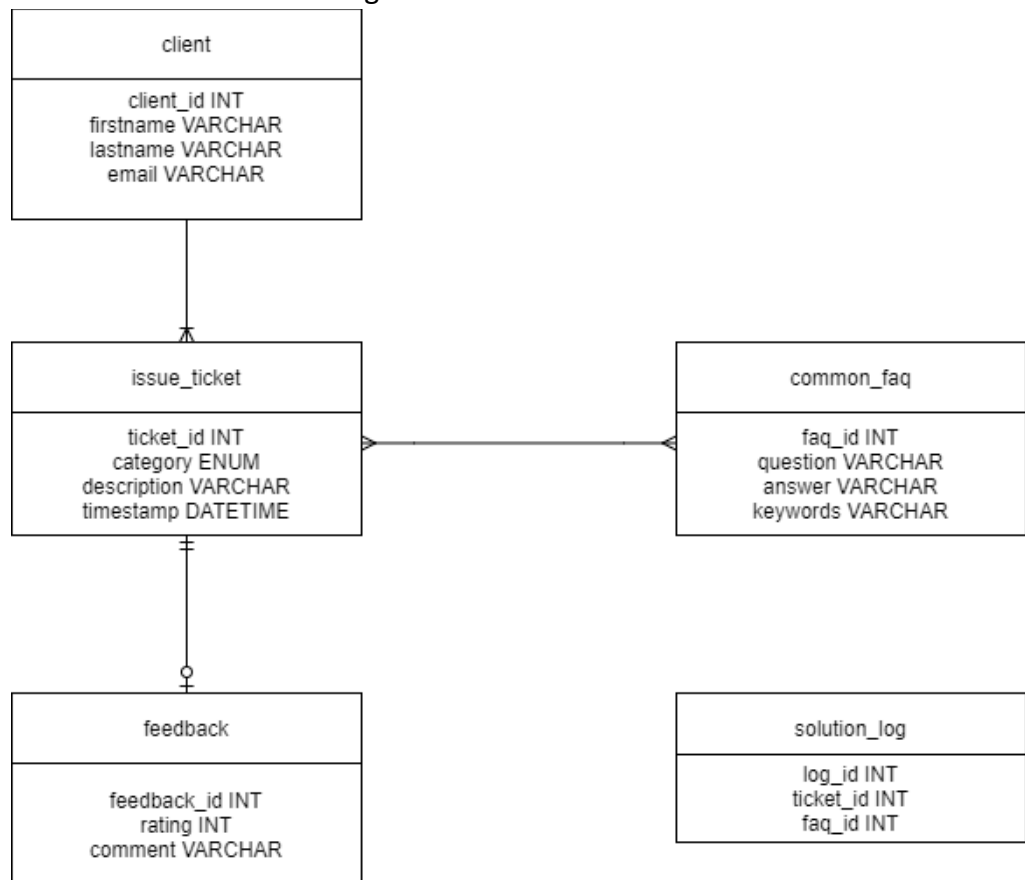 client
client_id INT
firstname VARCHAR
lastname VARCHAR
email VARCHAR
issue_ticket
ticket_id INT
category ENUM
description VARCHAR
timestamp DATETIME
common_faq
faq_id INT
question VARCHAR
answer VARCHAR
keywords VARCHAR
feedback
feedback_id INT
rating INT
comment VARCHAR
solution_log
log_id INT
ticket_id INT
faq_id INT